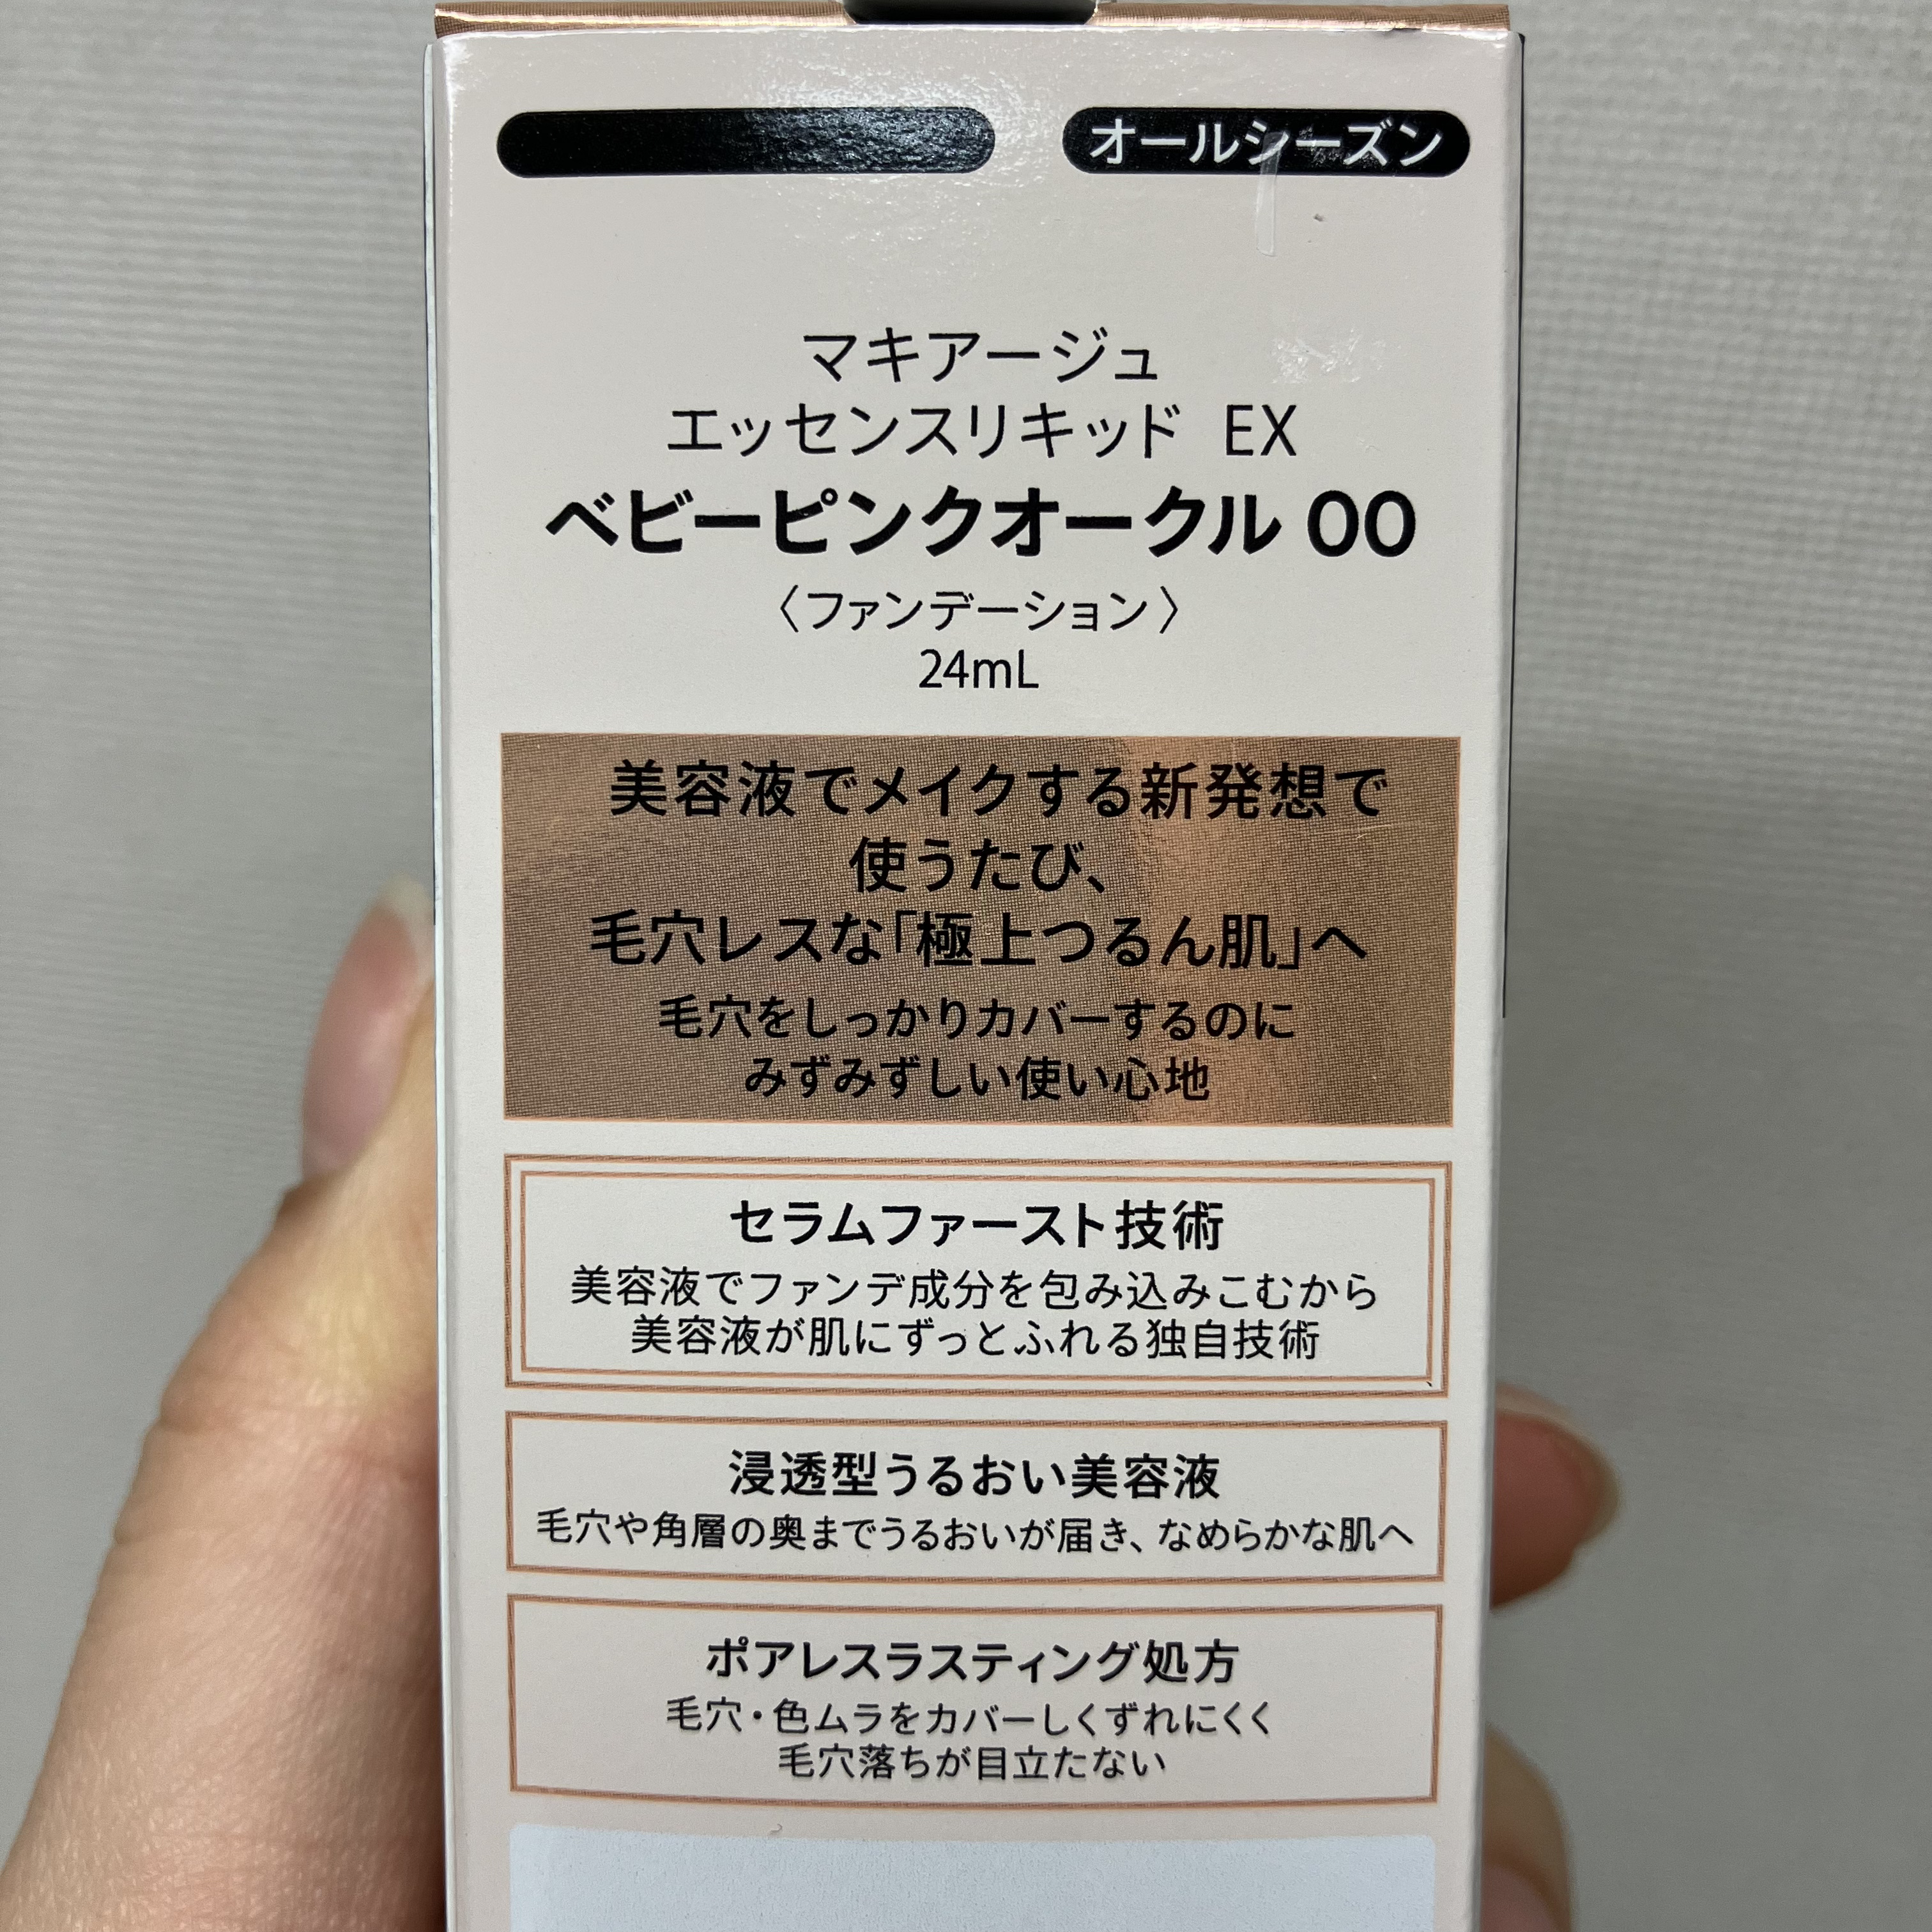 オールシーズン
マキアージュ
エッセンスリキッド EX
ベビーピンクオークル 00
〈ファンデーション〉
24mL
美容液でメイクする新発想で
使うたび、
毛穴レスな「極上つるん肌」へ
毛穴をしっかりカバーするのに
みずみずしい使い心地
セラムファースト技術
美容液でファンデ成分を包み込みこむから
美容液が肌にずっとふれる独自技術
浸透型うるおい美容液
毛穴や角層の奥までうるおいが届き、なめらかな肌へ
ポアレスラスティング処方
毛穴・色ムラをカバーしくずれにくく
毛穴落ちが目立たない